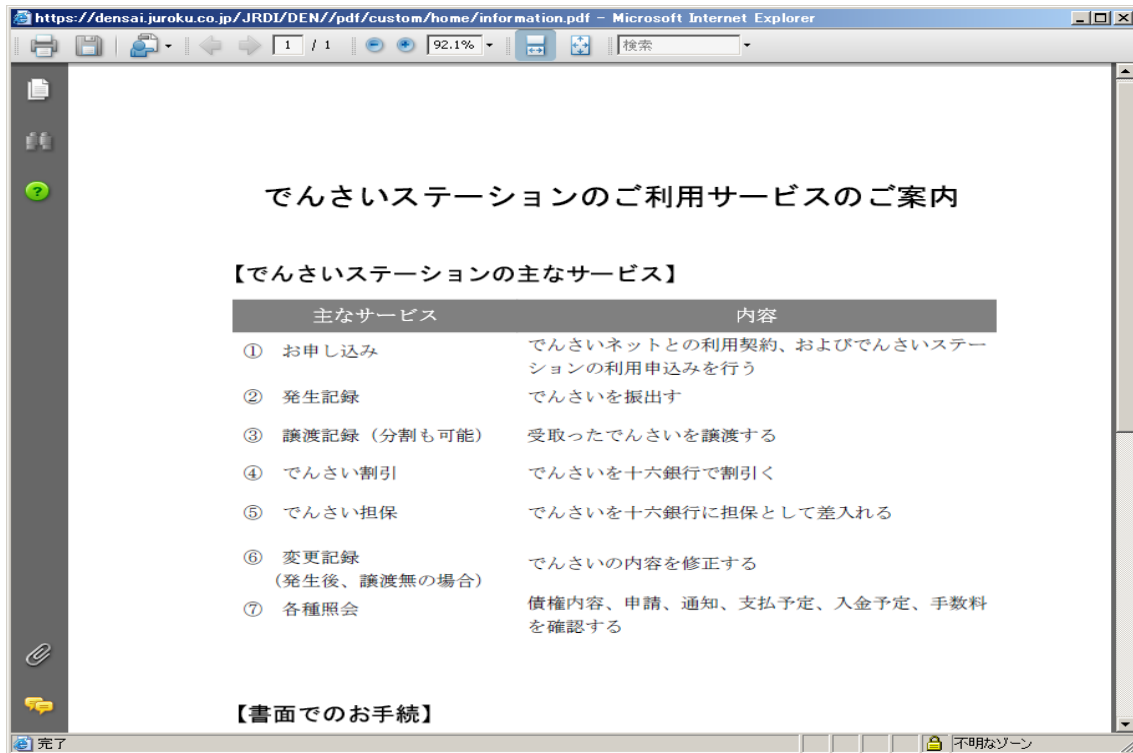 https://densai.juroku.co.jp/JRDI/DEN//pdf/custom/home/information.pdf - Microsoft Internet Explorer
1 / 1 92.1% 検索
でんさいステーションのご利用サービスのご案内
【でんさいステーションの主なサービス】
主なサービス 内容
① お申し込み でんさいネットとの利用契約、およびでんさいステー
ションの利用申込みを行う
② 発生記録 でんさいを振出す
③ 譲渡記録（分割も可能） 受取ったでんさいを譲渡する
④ でんさい割引 でんさいを十六銀行で割引く
⑤ でんさい担保 でんさいを十六銀行に担保として差入れる
⑥ 変更記録 でんさいの内容を修正する
（発生後、譲渡無の場合）
⑦ 各種照会 債権内容、申請、通知、支払予定、入金予定、手数料
を確認する
【書面でのお手続】
完了 不明なゾーン